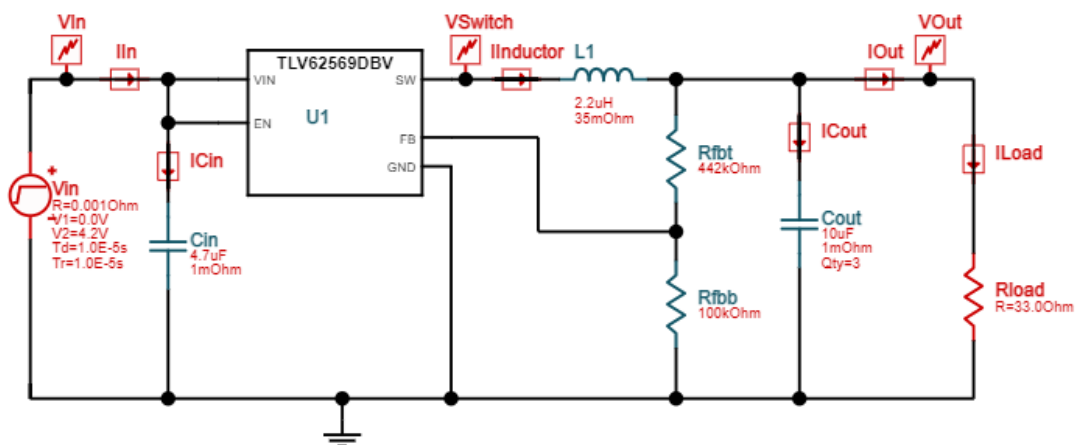 VIn
IIn
TLV62569DBV
VIN
EN
U1
SW
FB
GND
VSwitch
IInductor
L1
2.2uH
35mOhm
IOut
VOut
ICin
Vin
R=0.001Ohm
V1=0.0V
V2=4.2V
Td=1.0E-5s
Tr=1.0E-5s
Cin
4.7uF
1mOhm
Rfbt
442kOhm
Rfbb
100kOhm
ICout
Cout
10uF
1mOhm
Qty=3
ILoad
Rload
R=33.0Ohm